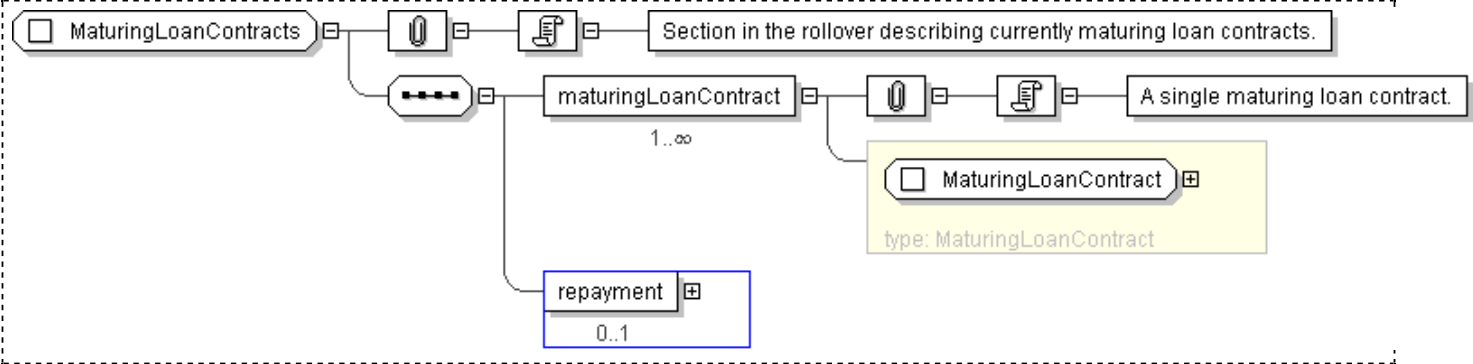 MaturingLoanContracts
Section in the rollover describing currently maturing loan contracts.
maturingLoanContract
A single maturing loan contract.
1..∞
MaturingLoanContract
type: MaturingLoanContract
repayment
0..1